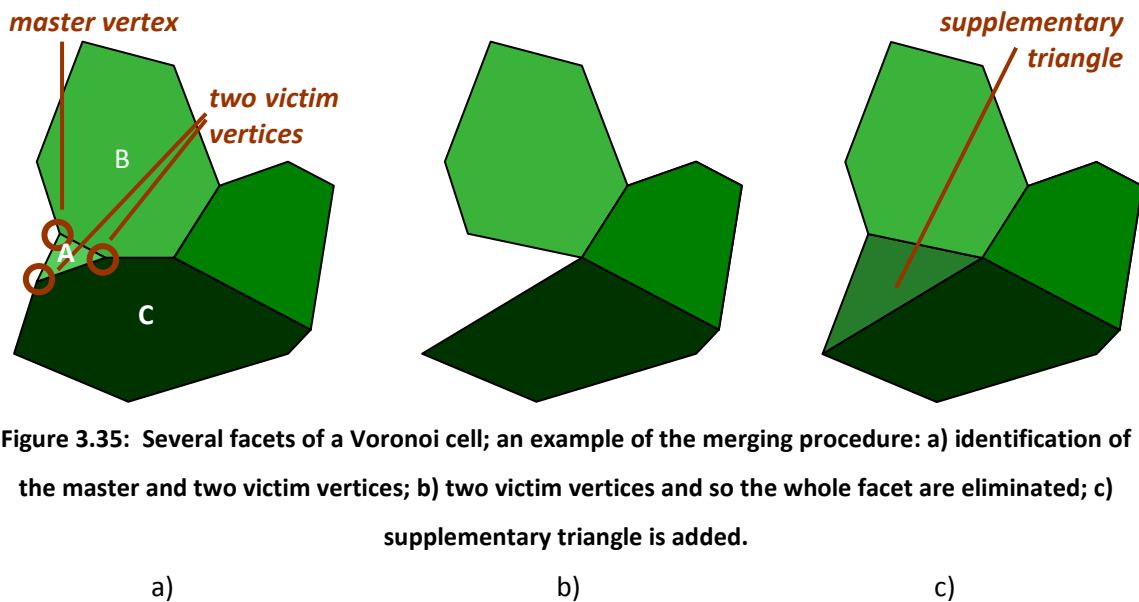 master vertex
supplementary
triangle
two victim
vertices
B
A
C
Figure 3.35: Several facets of a Voronoi cell; an example of the merging procedure: a) identification of
the master and two victim vertices; b) two victim vertices and so the whole facet are eliminated; c)
supplementary triangle is added.
a)
b)
c)